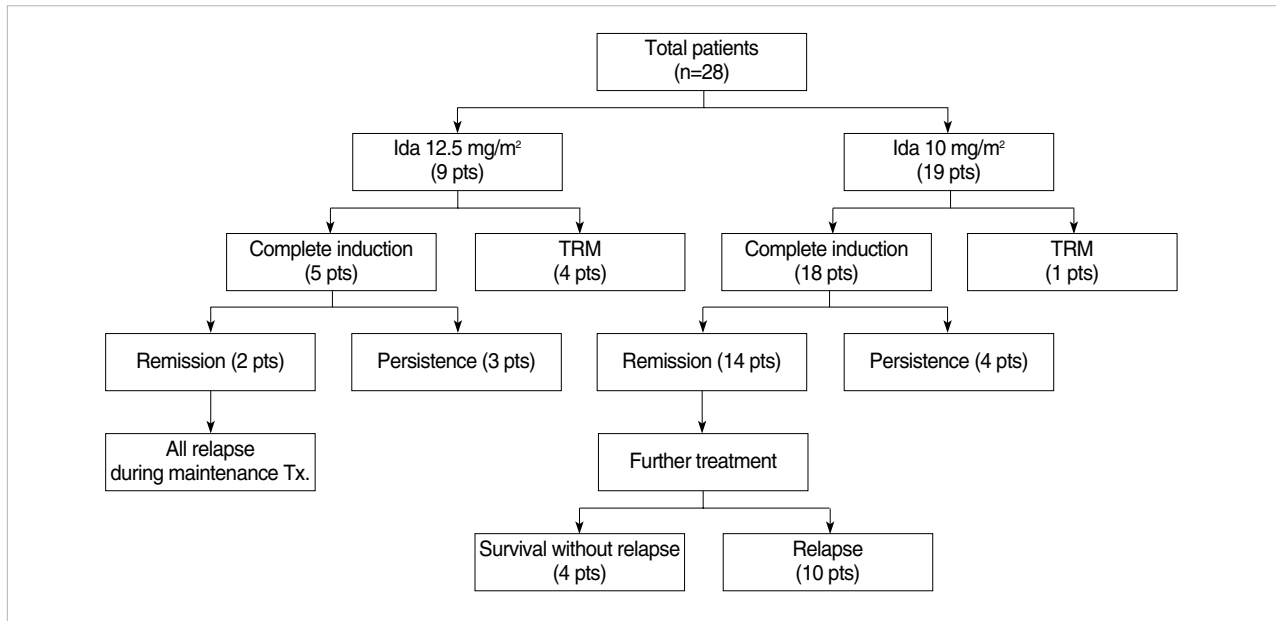 Total patients
(n=28)
Ida 12.5 mg/m²
(9 pts)
Ida 10 mg/m²
(19 pts)
Complete induction
(5 pts)
TRM
(4 pts)
Complete induction
(18 pts)
TRM
(1 pts)
Remission (2 pts)
Persistence (3 pts)
Remission (14 pts)
Persistence (4 pts)
All relapse
during maintenance Tx.
Further treatment
Survival without relapse
(4 pts)
Relapse
(10 pts)